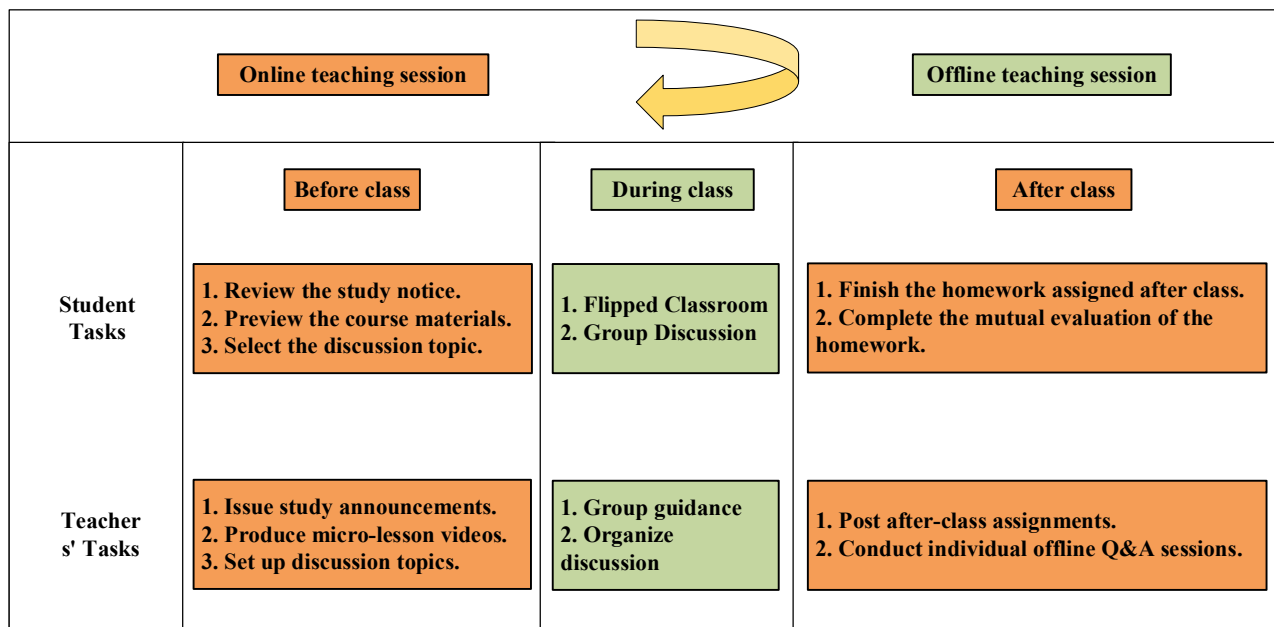 Online teaching session
Offline teaching session
Before class
During class
After class
Student
Tasks
1. Review the study notice.
2. Preview the course materials.
3. Select the discussion topic.
1. Flipped Classroom
2. Group Discussion
1. Finish the homework assigned after class.
2. Complete the mutual evaluation of the
homework.
Teacher
s' Tasks
1. Issue study announcements.
2. Produce micro-lesson videos.
3. Set up discussion topics.
1. Group guidance
2. Organize
discussion
1. Post after-class assignments.
2. Conduct individual offline Q&A sessions.